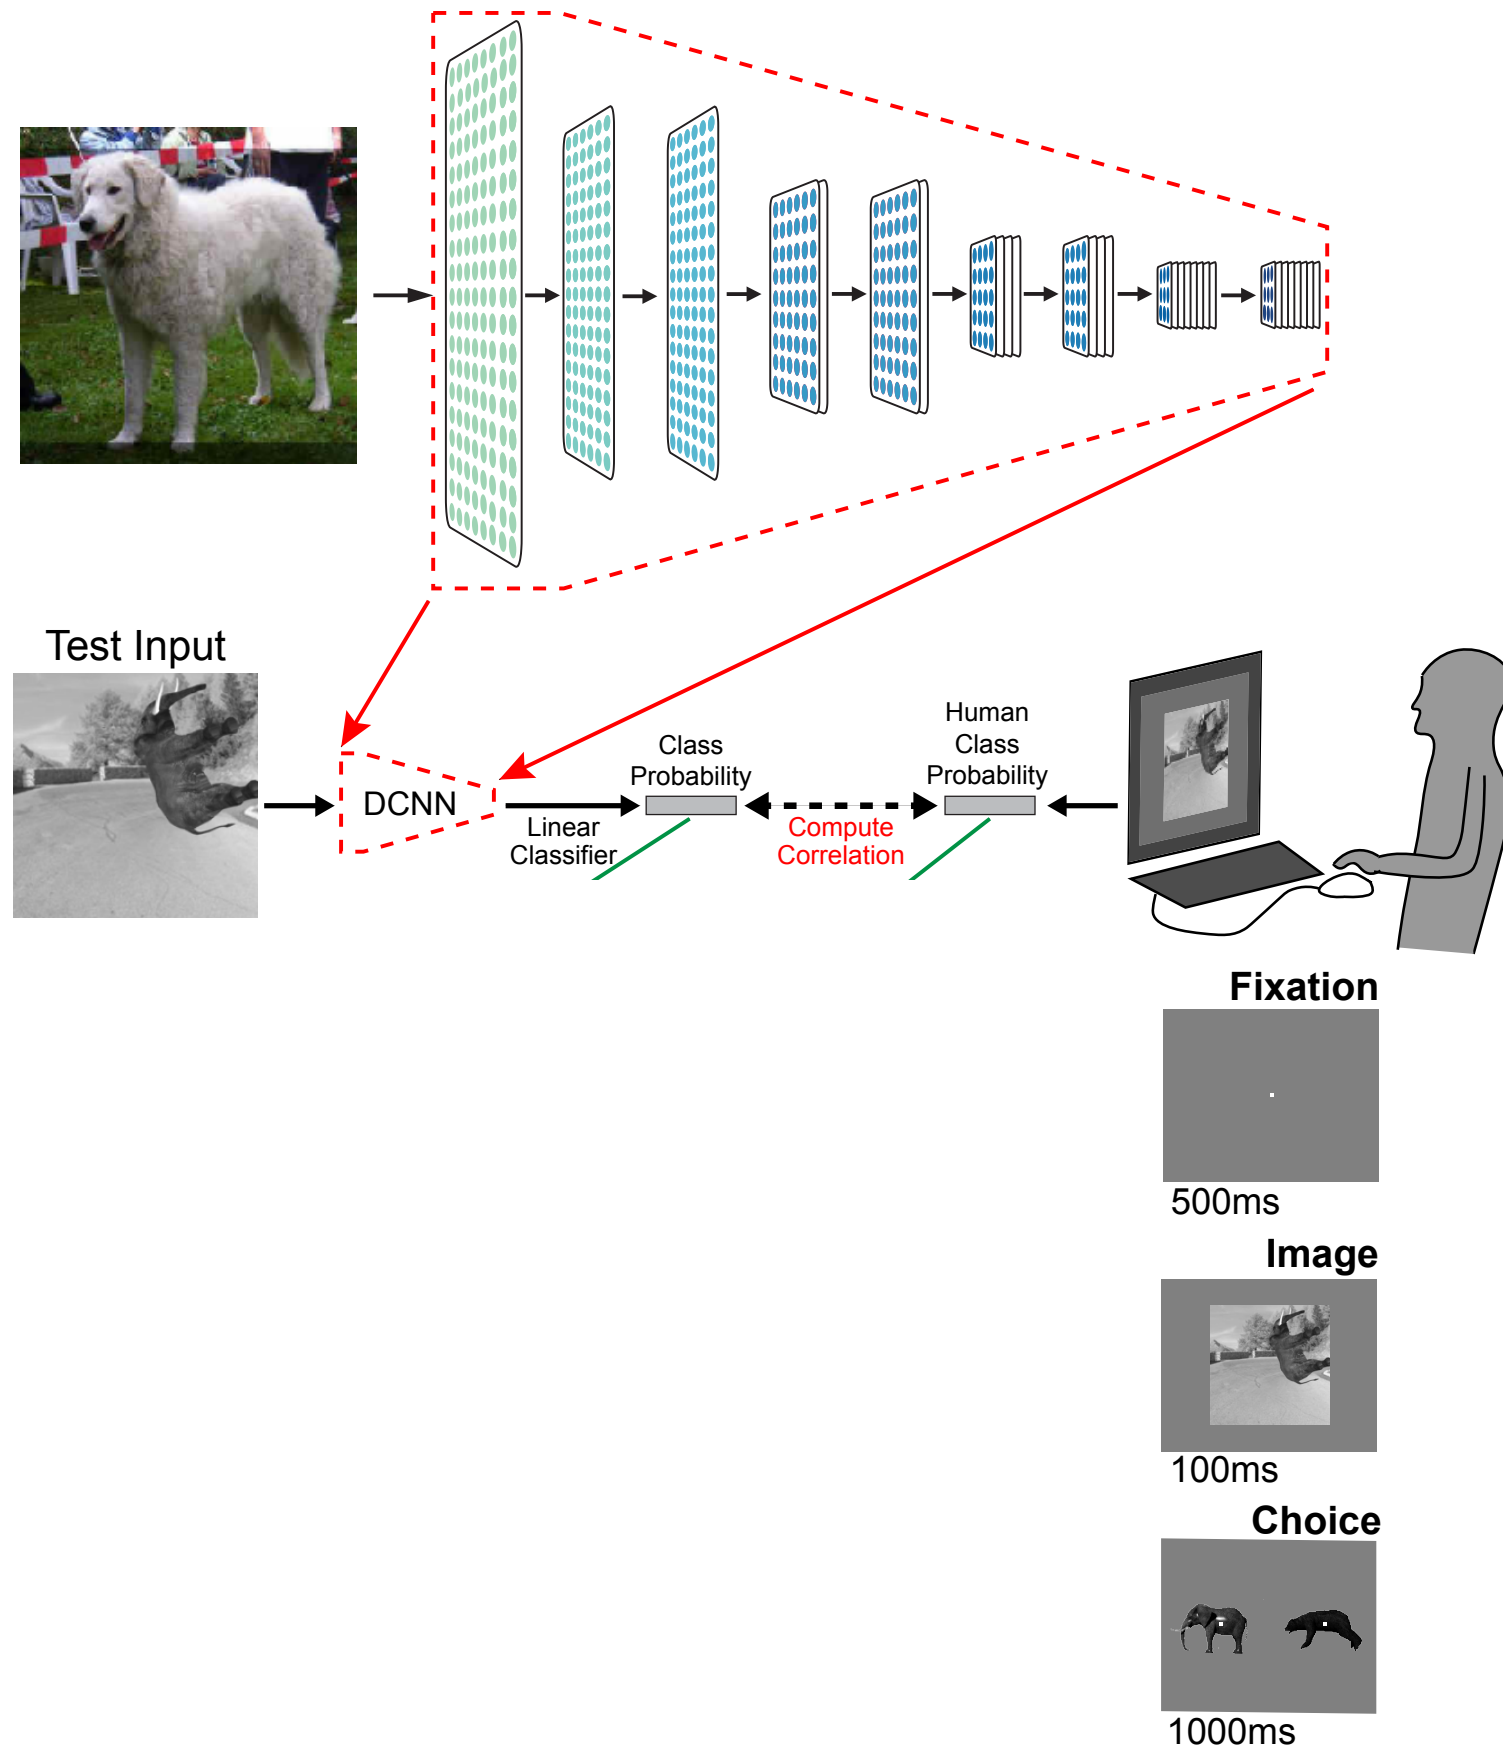 Test Input
DCNN
Linear
Classifier
Class
Probability
Compute
Correlation
Human
Class
Probability
Fixation
500ms
Image
100ms
Choice
1000ms